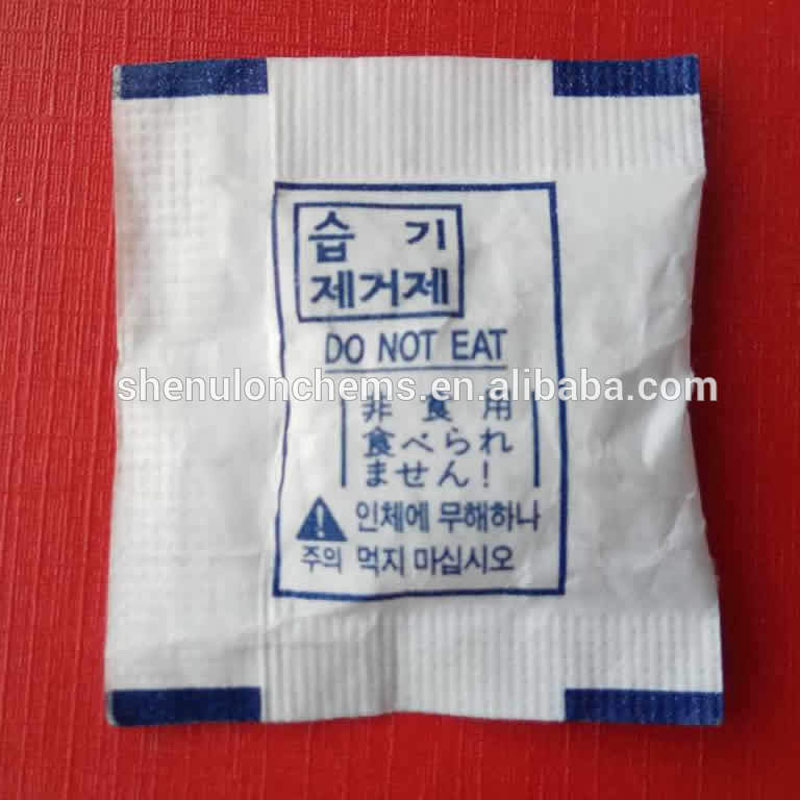 습 기
제거제
DO NOT EAT
shenulonchems.en.alibaba.com
非食用
食べられ
ません!
인체에 무해하나
주의 먹지 마십시오